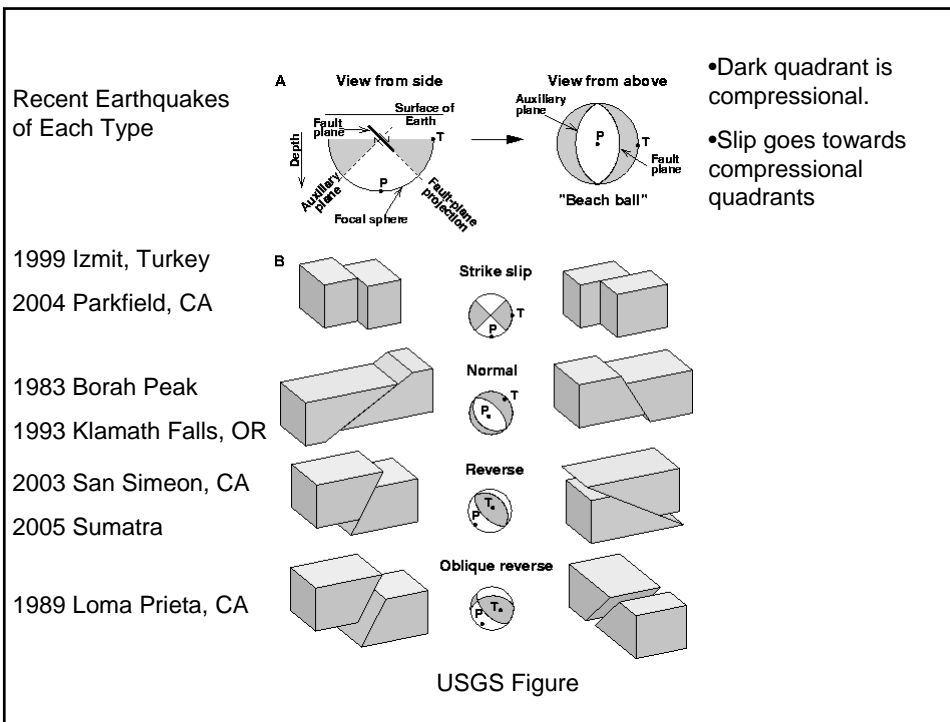 Recent Earthquakes
of Each Type
A
View from side
Surface of
Earth
Fault
plane
T
Depth
P
Auxiliary
plane
Focal sphere
Fault-plane
projection
View from above
Auxiliary
plane
P
T
Fault
plane
"Beach ball"
•Dark quadrant is
compressional.
•Slip goes towards
compressional
quadrants
1999 Izmit, Turkey
2004 Parkfield, CA
B
Strike slip
T
P
1983 Borah Peak
1993 Klamath Falls, OR
Normal
T
P
2003 San Simeon, CA
2005 Sumatra
Reverse
T
P
1989 Loma Prieta, CA
Oblique reverse
T
P
USGS Figure